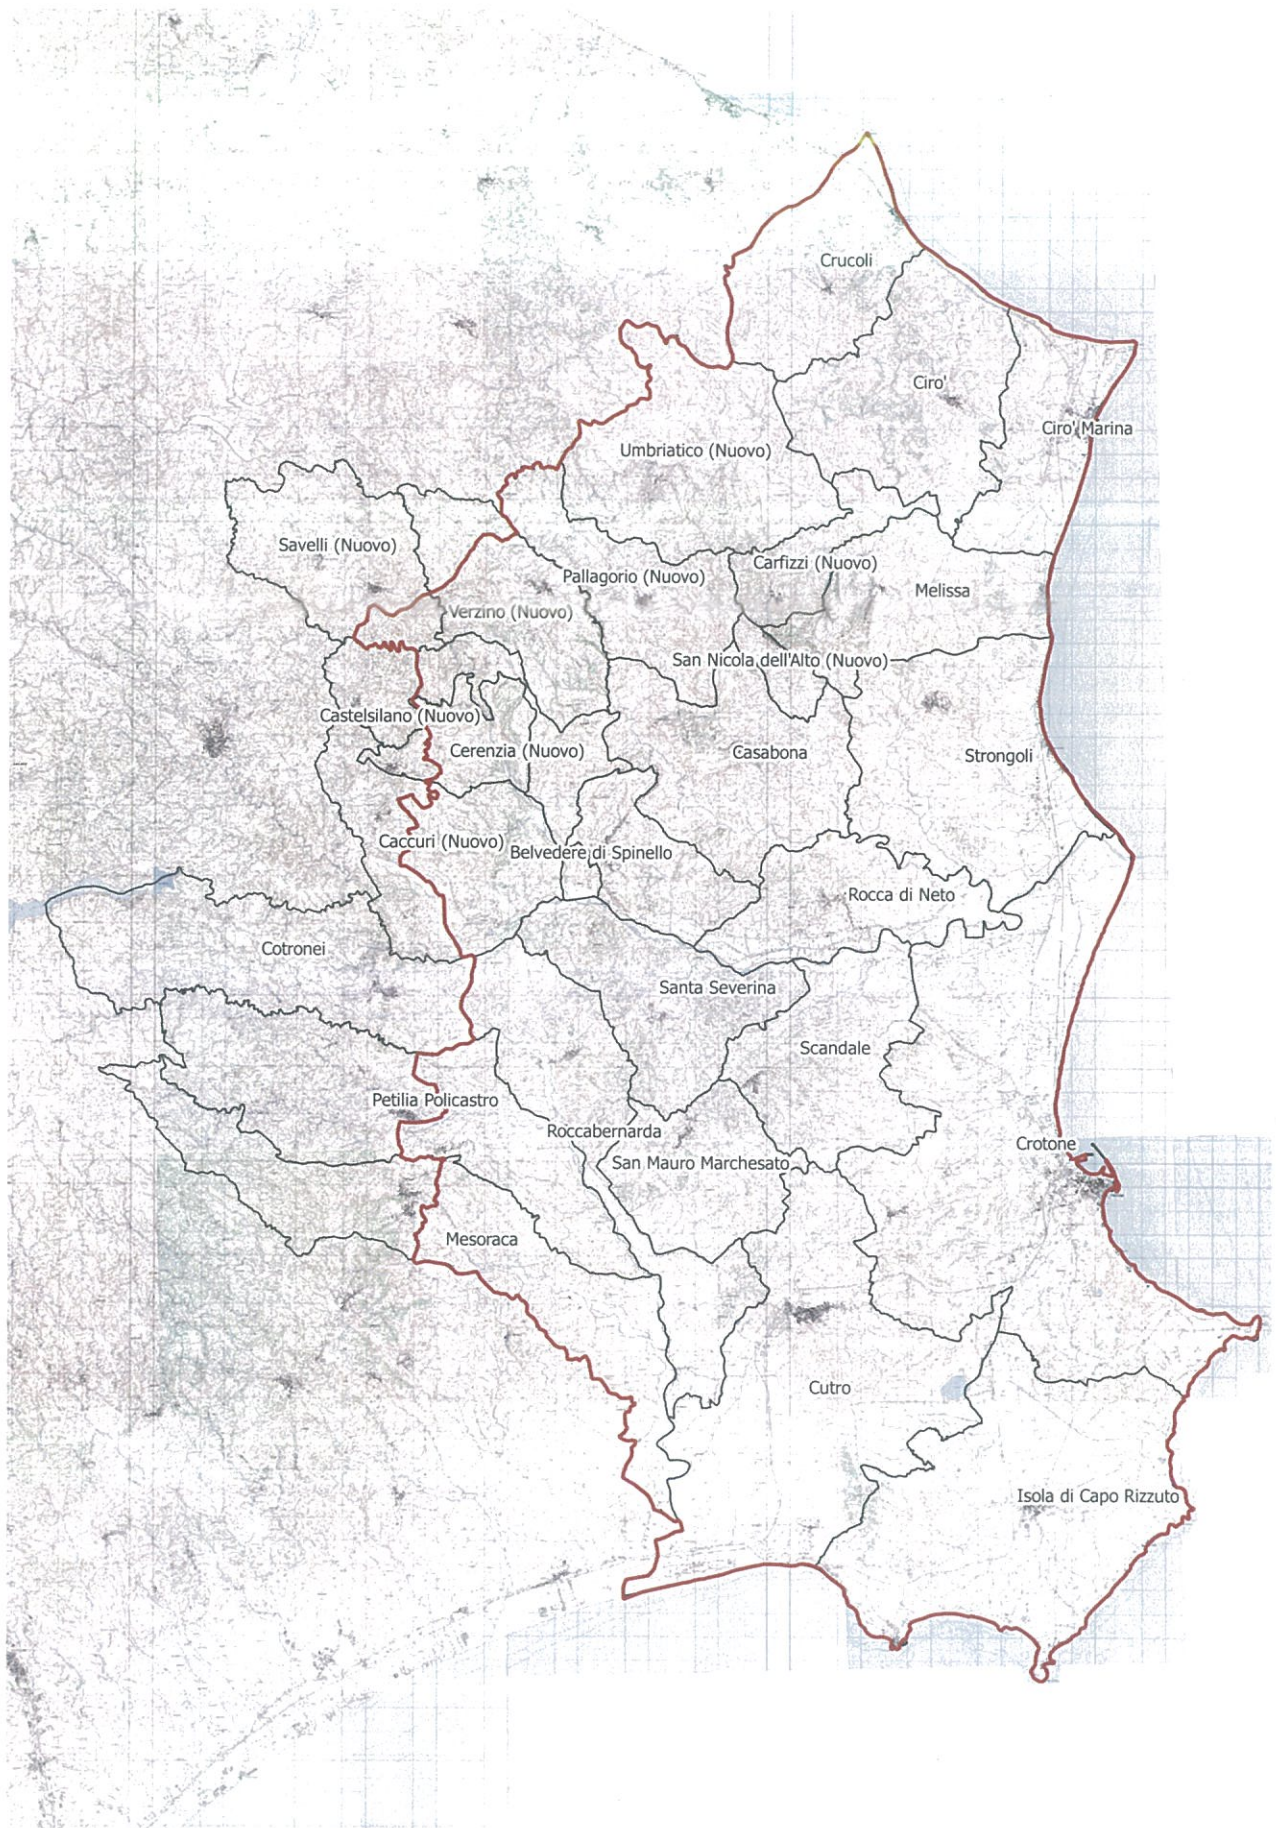 Crucoli
Ciro'
Ciro' Marina
Umbriatico (Nuovo)
Savelli (Nuovo)
Carfizzi (Nuovo)
Pallagorio (Nuovo)
Melissa
Verzino (Nuovo)
San Nicola dell'Alto (Nuovo)
Castelsilano (Nuovo)
Cerenzia (Nuovo)
Casabona
Strongoli
Caccuri (Nuovo)
Belvedere di Spinello
Rocca di Neto
Cotronei
Santa Severina
Scandale
Petilia Policastro
Roccabernarda
Crotone
San Mauro Marchesato
Mesoraca
Cutro
Isola di Capo Rizzuto